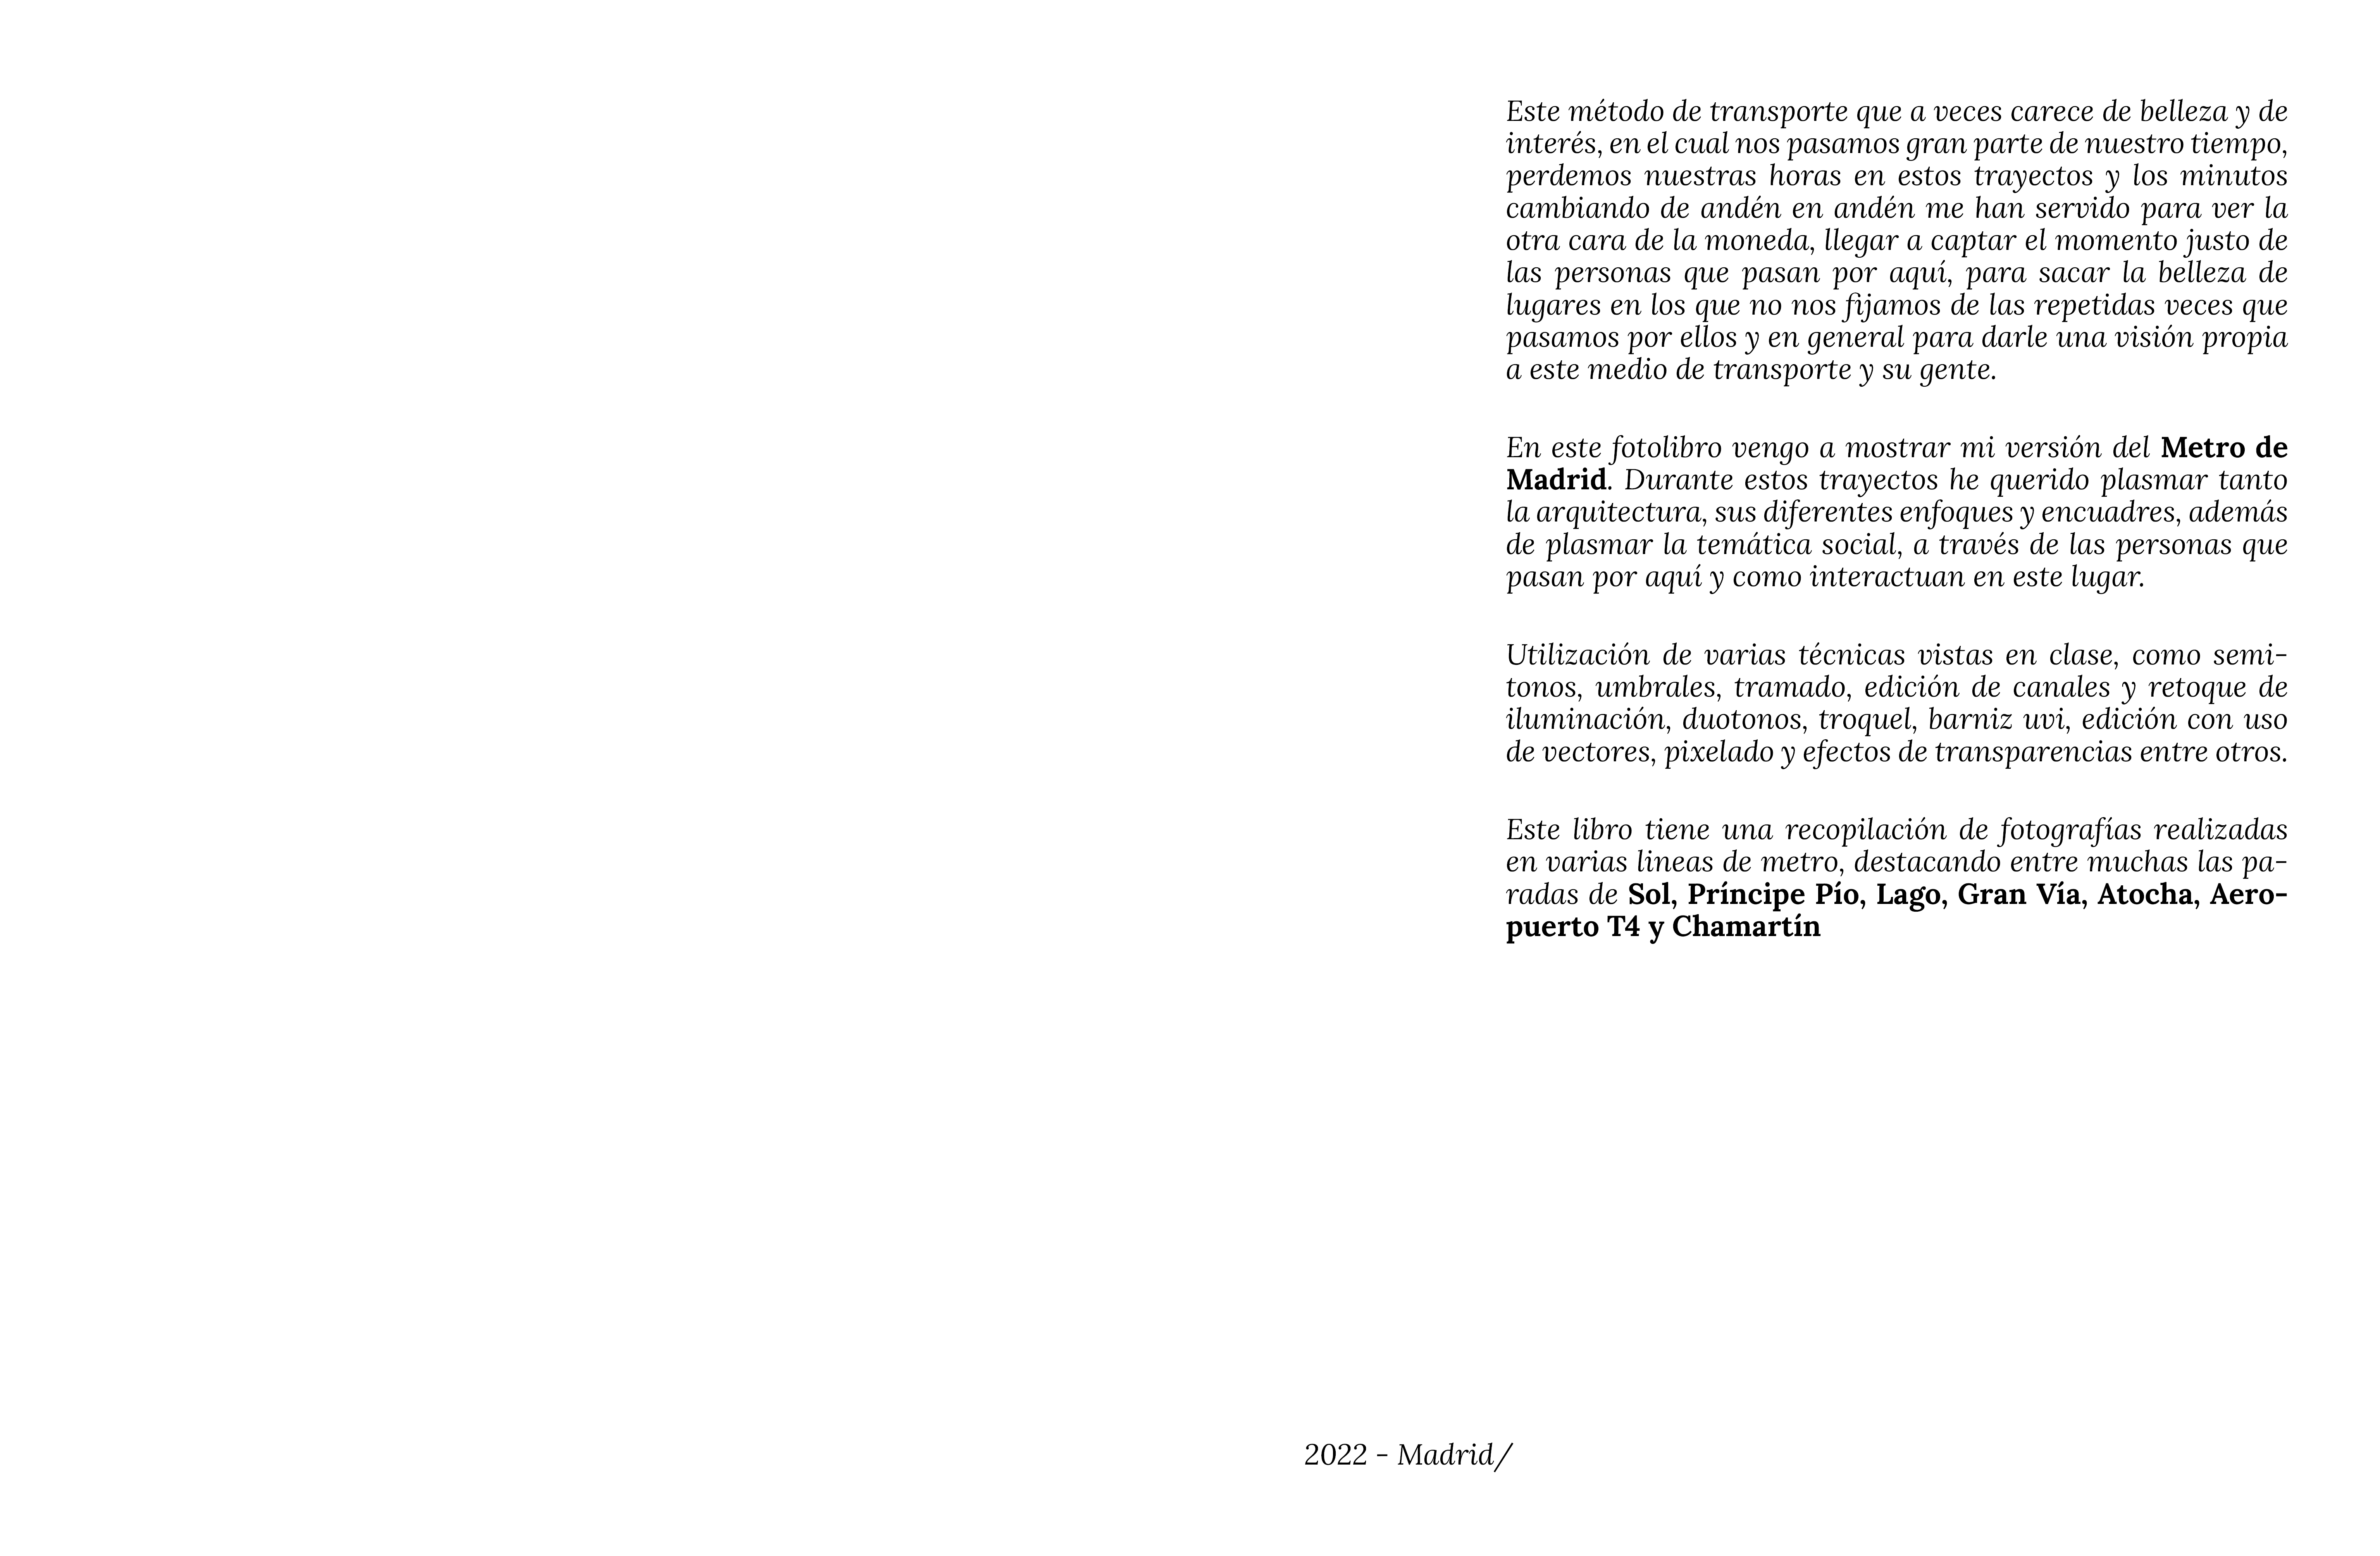 Este método de transporte que a veces carece de belleza y de
interés, en el cual nos pasamos gran parte de nuestro tiempo,
perdemos nuestras horas en estos trayectos y los minutos
cambiando de andén en andén me han servido para ver la
otra cara de la moneda, llegar a captar el momento justo de
las personas que pasan por aquí, para sacar la belleza de
lugares en los que no nos fijamos de las repetidas veces que
pasamos por ellos y en general para darle una visión propia
a este medio de transporte y su gente.
En este fotolibro vengo a mostrar mi versión del Metro de
Madrid. Durante estos trayectos he querido plasmar tanto
la arquitectura, sus diferentes enfoques y encuadres, además
de plasmar la temática social, a través de las personas que
pasan por aquí y como interactuan en este lugar.
Utilización de varias técnicas vistas en clase, como semi-
tonos, umbrales, tramado, edición de canales y retoque de
iluminación, duotonos, troquel, barniz uvi, edición con uso
de vectores, pixelado y efectos de transparencias entre otros.
Este libro tiene una recopilación de fotografías realizadas
en varias lineas de metro, destacando entre muchas las pa-
radas de Sol, Príncipe Pío, Lago, Gran Vía, Atocha, Aero-
puerto T4 y Chamartín
2022 - Madrid/